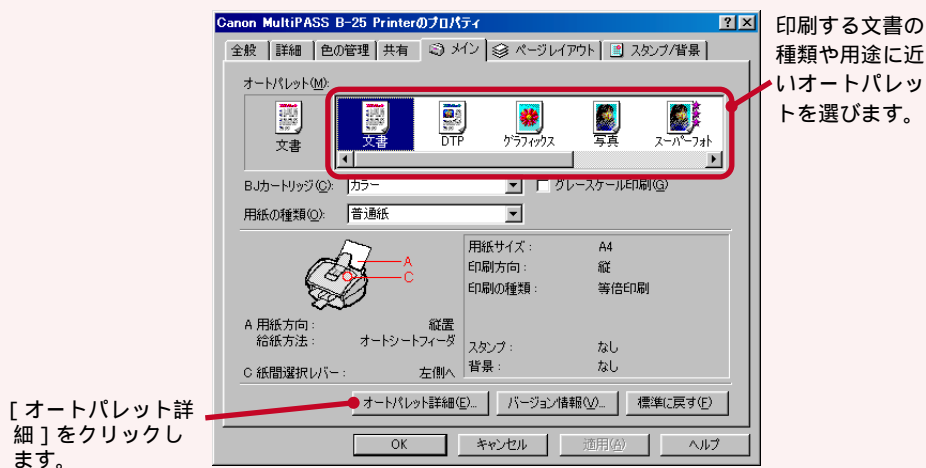 Canon MultiPASS B-25 Printerのプロパティ
全般 詳細 色の管理 共有 メイン ページレイアウト スタンプ/背景
オートパレット(M):
文書
文書 DTP グラフィックス 写真 スーパーフォト
BJカートリッジ(C): カラー グレースケール印刷(G)
用紙の種類(O): 普通紙
A
C
A 用紙方向: 縦置
給紙方法: オートシートフィーダ
C 紙間選択レバー: 左側へ
用紙サイズ: A4
印刷方向: 縦
印刷の種類: 等倍印刷
スタンプ: なし
背景: なし
オートパレット詳細(E)... バージョン情報(V)... 標準に戻す(F)
OK キャンセル 適用(A) ヘルプ
印刷する文書の
種類や用途に近
いオートパレッ
トを選びます。
[オートパレット詳
細]をクリックし
ます。